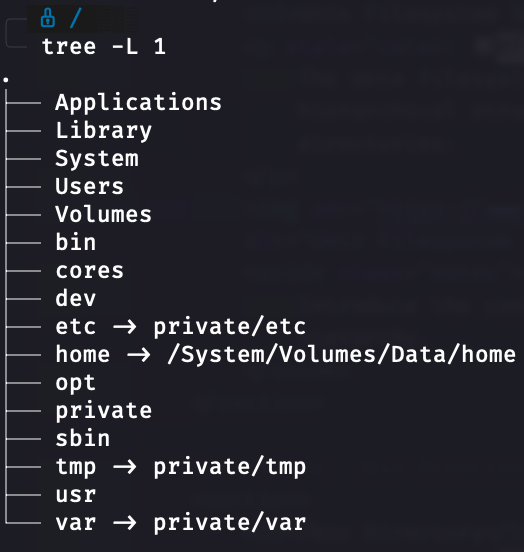 /
tree -L 1
.
├── Applications
├── Library
├── System
├── Users
├── Volumes
├── bin
├── cores
├── dev
├── etc -> private/etc
├── home -> /System/Volumes/Data/home
├── opt
├── private
├── sbin
├── tmp -> private/tmp
├── usr
└── var -> private/var